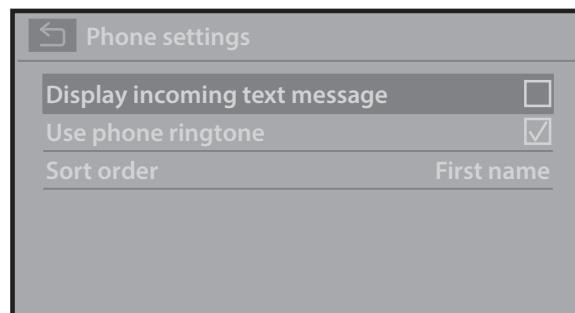 Phone settings
Display incoming text message
Use phone ringtone
Sort order First name